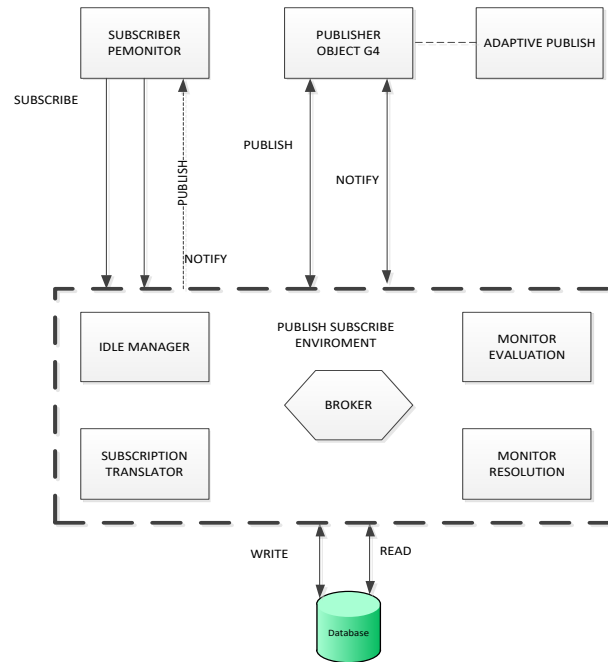 SUBSCRIBER
PEMONITOR
PUBLISHER
OBJECT G4
ADAPTIVE PUBLISH
SUBSCRIBE
PUBLISH
PUBLISH
NOTIFY
NOTIFY
IDLE MANAGER
PUBLISH SUBSCRIBE
ENVIROMENT
MONITOR
EVALUATION
BROKER
SUBSCRIPTION
TRANSLATOR
MONITOR
RESOLUTION
WRITE
READ
Database